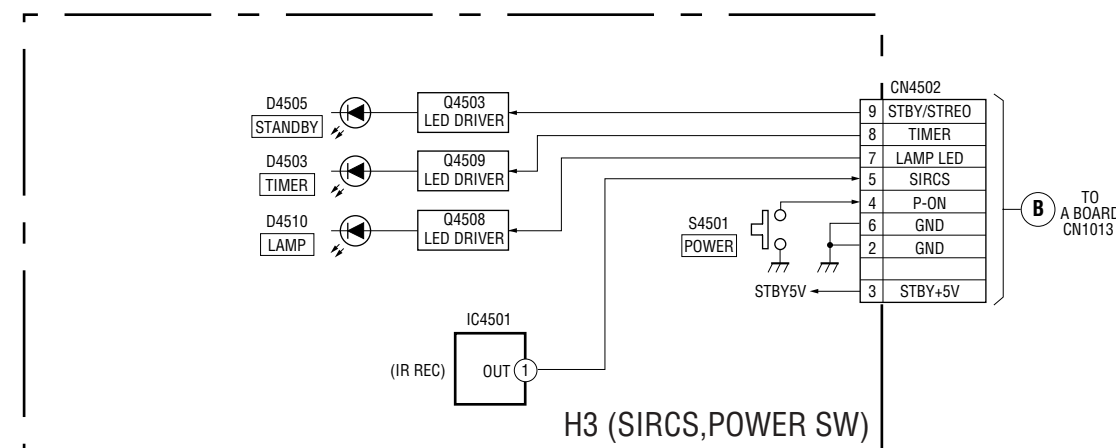 CN4502
D4505
STANDBY
Q4503
LED DRIVER
9 STBY/STREO
8 TIMER
D4503
TIMER
Q4509
LED DRIVER
7 LAMP LED
5 SIRCS
D4510
LAMP
Q4508
LED DRIVER
S4501
POWER
4 P-ON
6 GND
2 GND
B
TO
A BOARD
CN1013
STBY5V
3 STBY+5V
IC4501
(IR REC)
OUT 1
H3 (SIRCS,POWER SW)